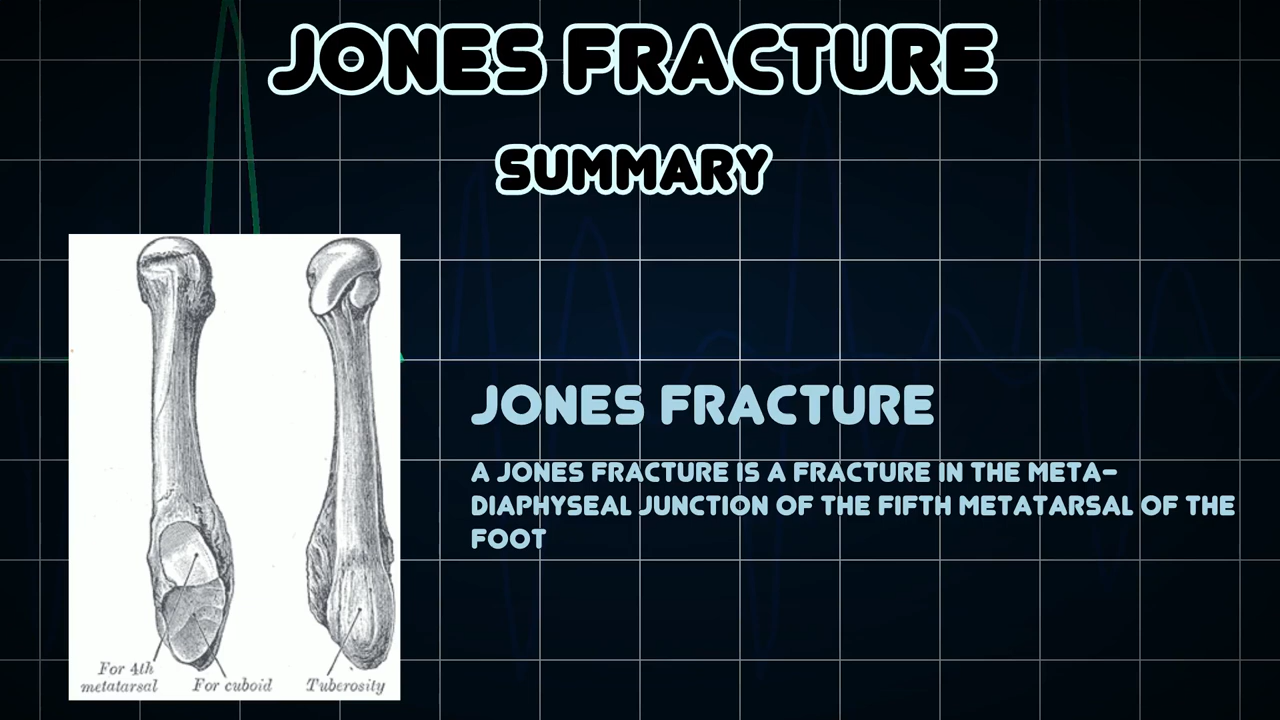 JONES FRACTURE
SUMMARY
JONES FRACTURE
A JONES FRACTURE IS A FRACTURE IN THE META-
DIAPHYSEAL JUNCTION OF THE FIFTH METATARSAL OF THE
FOOT
For 4th
metatarsal
For cuboid
Tuberosity